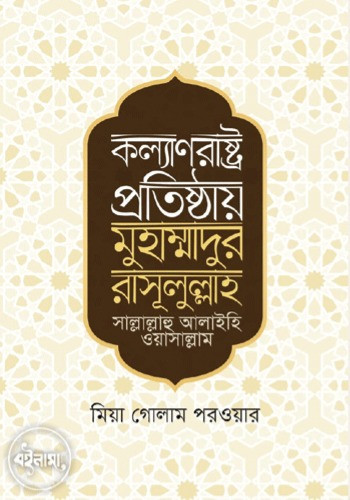 কল্যাণরাষ্ট্র
প্রতিষ্ঠায়
মুহাম্মাদুর
রাসূলুল্লাহ
সাল্লাল্লাহু আলাইহি
ওয়াসাল্লাম
মিয়া গোলাম পরওয়ার
বইনামা